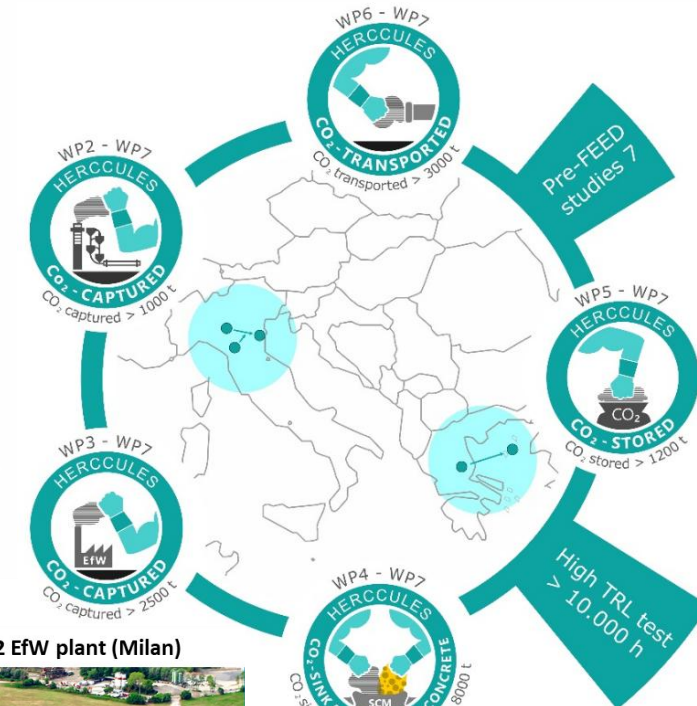 WP6 - WP7
HERCCULES
CO₂-TRANSPORTED
CO₂ transported > 3000 t
Pre-FEED
studies 7
WP2 - WP7
HERCCULES
CO₂-CAPTURED
CO₂ captured > 1000 t
WP5 - WP7
HERCCULES
CO₂
CO₂-STORED
CO₂ stored > 1200 t
WP3 - WP7
HERCCULES
EfW
CO₂-CAPTURED
CO₂ captured > 2500 t
High TRL test
> 10.000 h
WP4 - WP7
HERCCULES
CO₂-SINK
CONCRETE
SCM
8000 t
2 EfW plant (Milan)